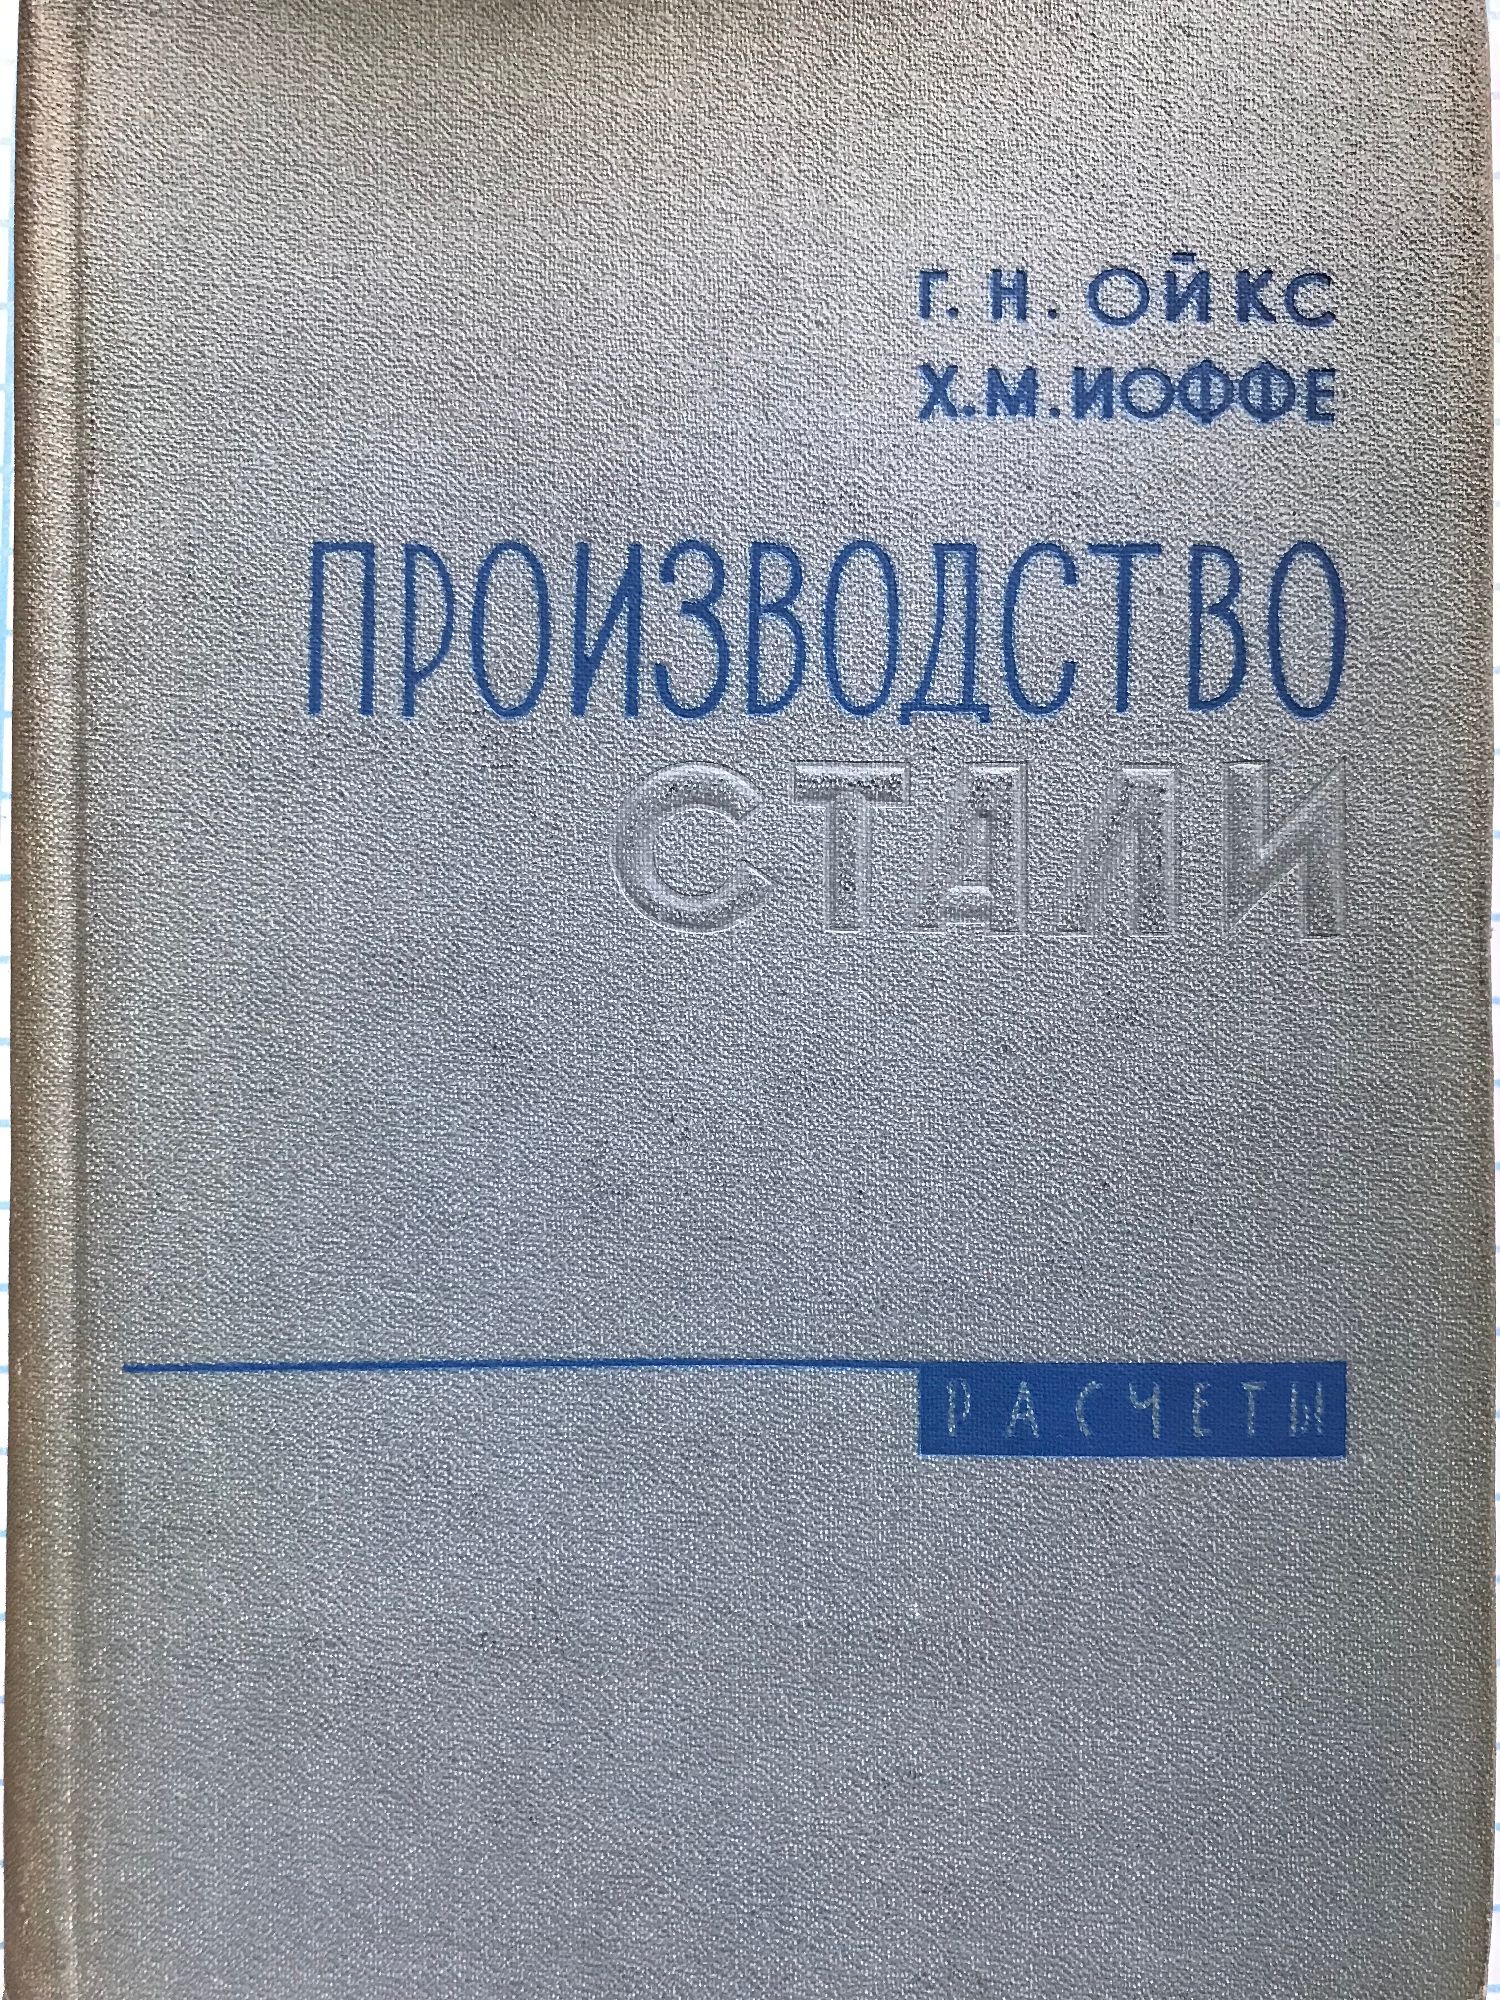 Г. Н. ОЙКС
Х. М. ИОФФЕ
ПРОИЗВОДСТВО
СТАЛИ
РАСЧЕТЫ